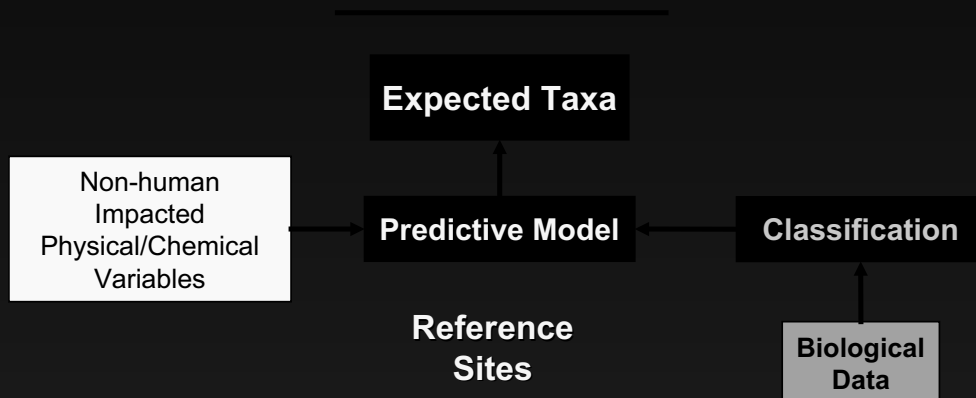 Expected Taxa
Non-human
Impacted
Physical/Chemical
Variables
Predictive Model
Classification
Reference
Sites
Biological
Data